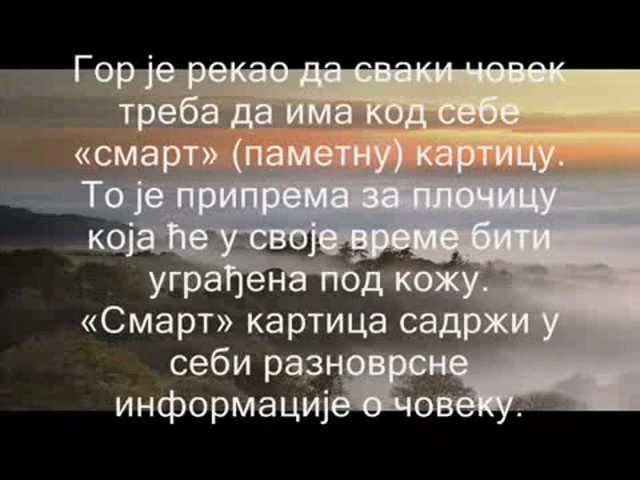 Гор је рекао да сваки човек
треба да има код себе
«смарт» (паметну) картицу.
То је припрема за плочицу
која ће у своје време бити
уграђена под кожу.
«Смарт» картица садржи у
себи разноврсне
информације о човеку.